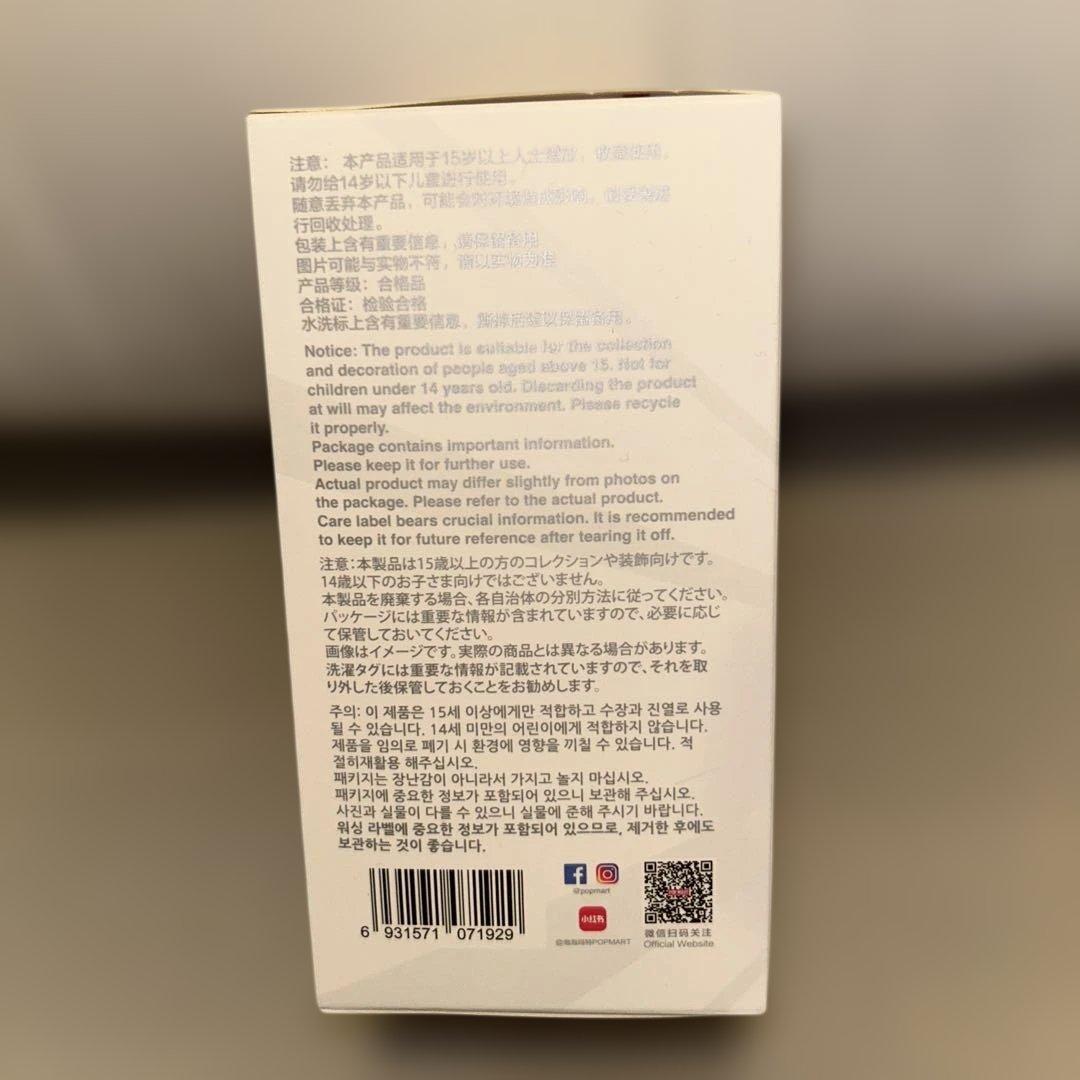 注意： 本产品适用于15岁以上人士
请勿给14岁以下儿童进行使用。
随意丢弃本产品，可能会对环境造成影响，
行回收处理。
包装上含有重要信息，请保留备用
图片可能与实物不符，请以实物为准
产品等级：合格品
合格证：检验合格
水洗标上含有重要信息，
Notice: The product is suitable for the collection
and decoration of people aged above 15. Not for
children under 14 years old. Discarding the product
at will may affect the environment. Please recycle
it properly.
Package contains important information.
Please keep it for further use.
Actual product may differ slightly from photos on
the package. Please refer to the actual product.
Care label bears crucial information. It is recommended
to keep it for future reference after tearing it off.
注意：本製品は15歳以上の方のコレクションや装飾向けです。
14歳以下のお子さま向けではございません。
本製品を廃棄する場合、各自治体の分別方法に従ってください。
パッケージには重要な情報が含まれていますので、必要に応じ
て保管しておいてください。
画像はイメージです。実際の商品とは異なる場合があります。
洗濯タグには重要な情報が記載されていますので、それを取
り外した後保管しておくことをお勧めします。
주의: 이 제품은 15세 이상에게만 적합하고 수장과 진열로 사용
될 수 있습니다. 14세 미만의 어린이에게 적합하지 않습니다.
제품을 임의로 폐기 시 환경에 영향을 끼칠 수 있습니다. 적
절히재활용 해주십시오.
패키지는 장난감이 아니라서 가지고 놀지 마십시오.
패키지에 중요한 정보가 포함되어 있으니 보관해 주십시오.
사진과 실물이 다를 수 있으니 실물에 준해 주시기 바랍니다.
워싱 라벨에 중요한 정보가 포함되어 있으므로, 제거한 후에도
보관하는 것이 좋습니다.
6 931571 071929
@popmart
小红书
@泡泡玛特POPMART
微信扫码关注
Official Website